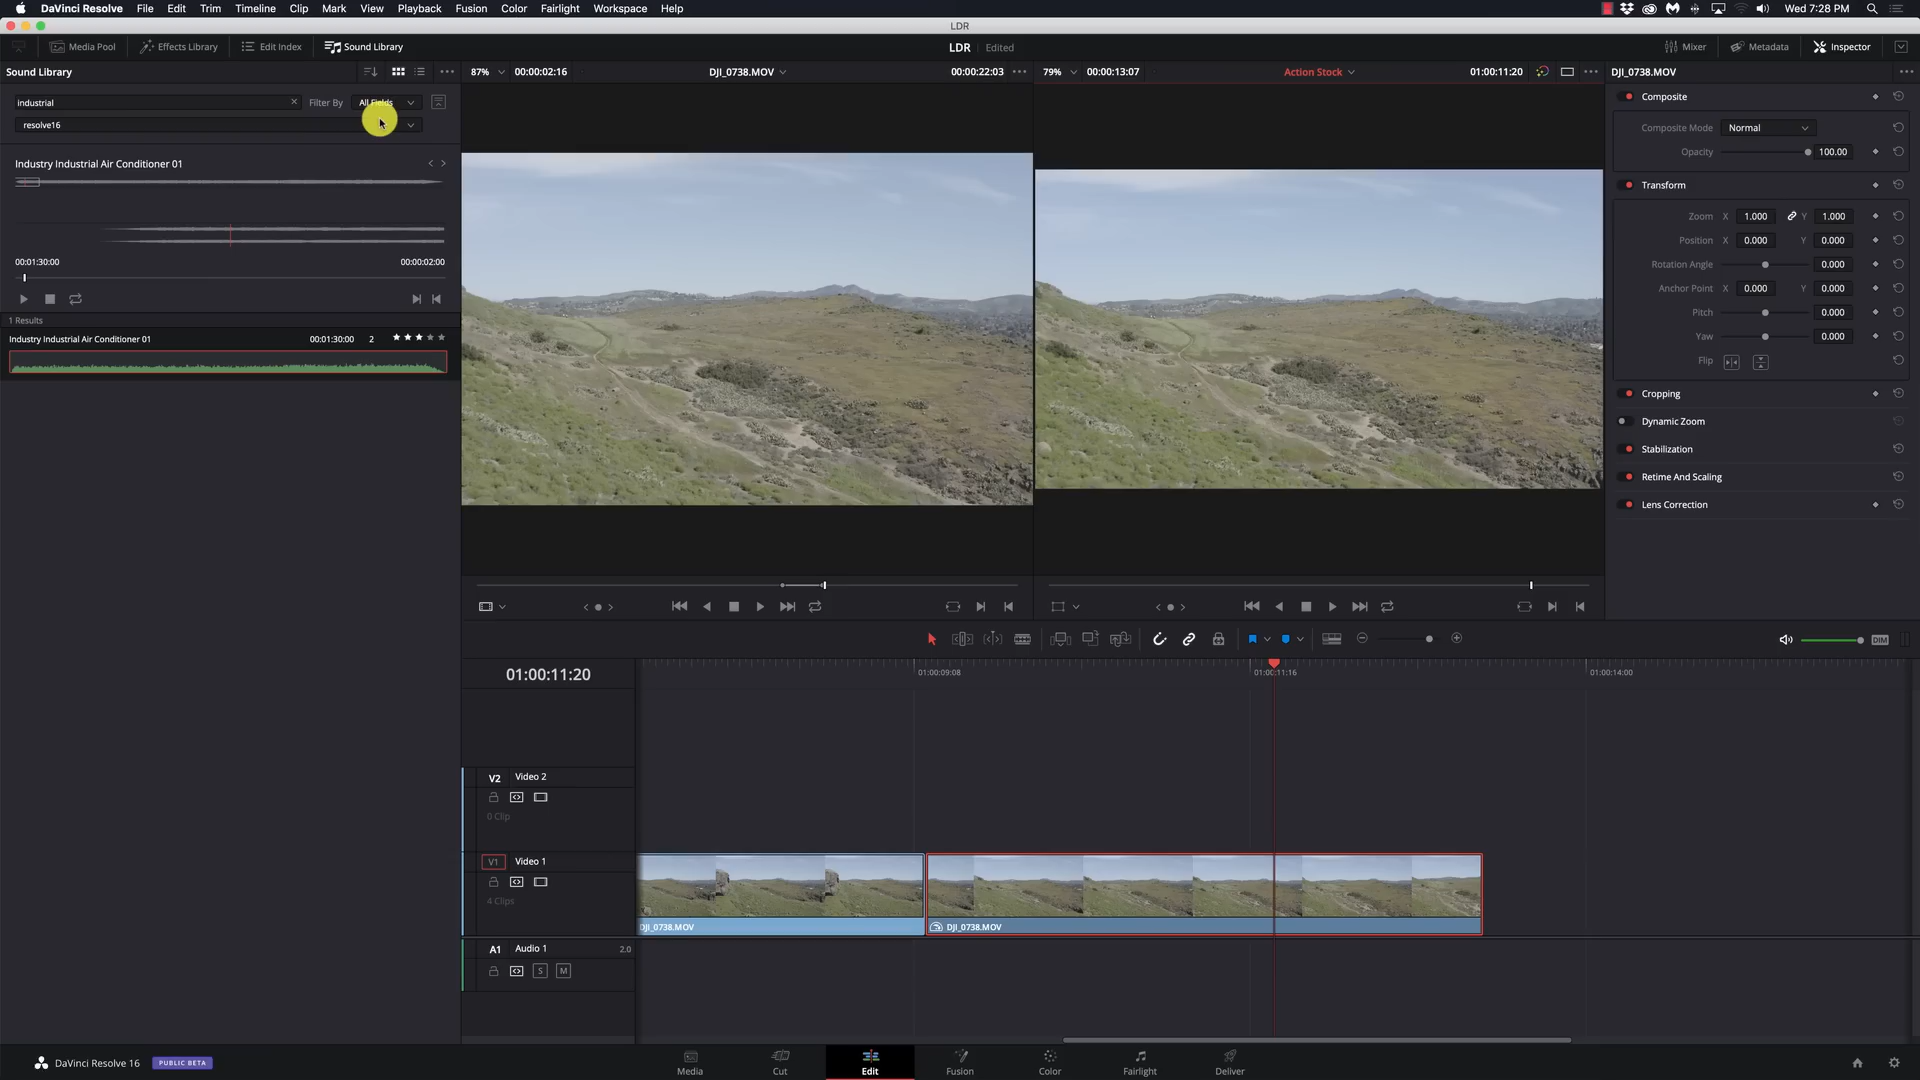 DaVinci Resolve File Edit Trim Timeline Clip Mark View Playback Fusion Color Fairlight Workspace Help Wed 7:28 PM
LDR
Media Pool Effects Library Edit Index Sound Library LDR Edited Mixer Metadata Inspector
Sound Library 87% 00:00:02:16 DJI_0738.MOV 00:00:22:03 79% 00:00:13:07 Action Stock 01:00:11:20 DJI_0738.MOV
industrial Filter By All Fields
resolve16
Industry Industrial Air Conditioner 01
00:01:30:00 00:00:02:00
1 Results
Industry Industrial Air Conditioner 01 00:01:30:00 2
Composite
Composite Mode Normal
Opacity 100.00
Transform
Zoom X 1.000 Y 1.000
Position X 0.000 Y 0.000
Rotation Angle 0.000
Anchor Point X 0.000 Y 0.000
Pitch 0.000
Yaw 0.000
Flip
Cropping
Dynamic Zoom
Stabilization
Retime And Scaling
Lens Correction
DIM
01:00:11:20 01:00:09:08 01:00:11:16 01:00:14:00
V2 Video 2
0 Clip
V1 Video 1
4 Clips
DJI_0738.MOV DJI_0738.MOV
A1 Audio 1 2.0
S M
DaVinci Resolve 16 PUBLIC BETA Media Cut Edit Fusion Color Fairlight Deliver